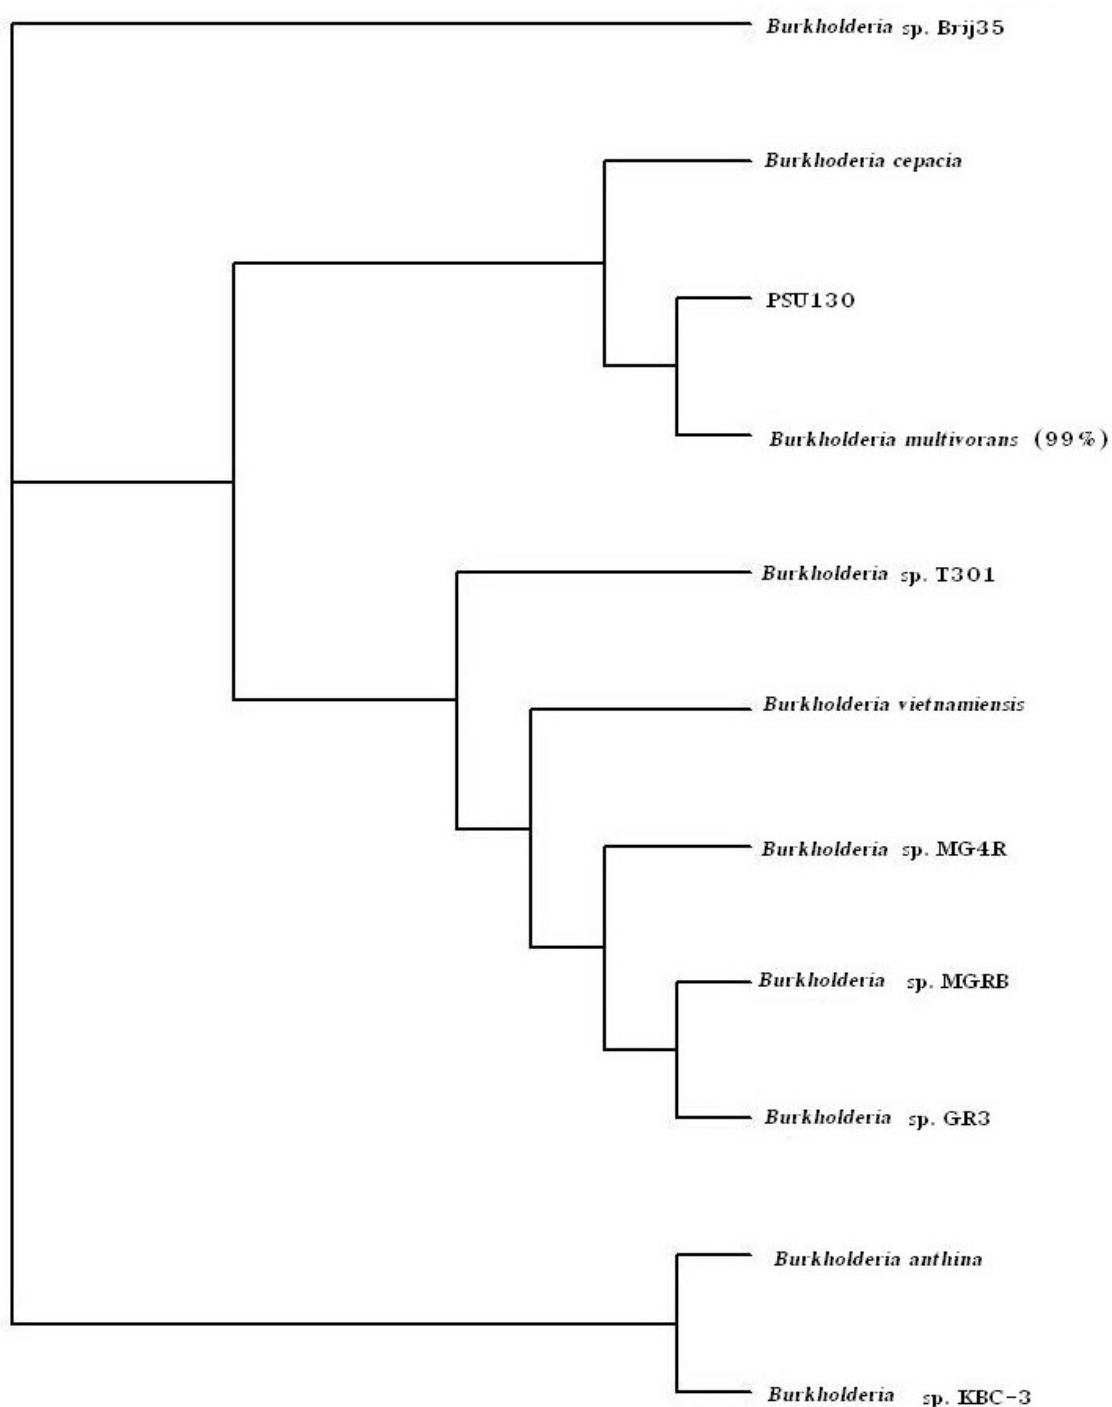 Burkholderia sp. Brij35
Burkhoderia cepacia
PSU130
Burkholderia multivorans (99%)
Burkholderia sp. T301
Burkholderia vietnamiensis
Burkholderia sp. MG4R
Burkholderia sp. MGRB
Burkholderia sp. GR3
Burkholderia anthina
Burkholderia sp. KBC-3